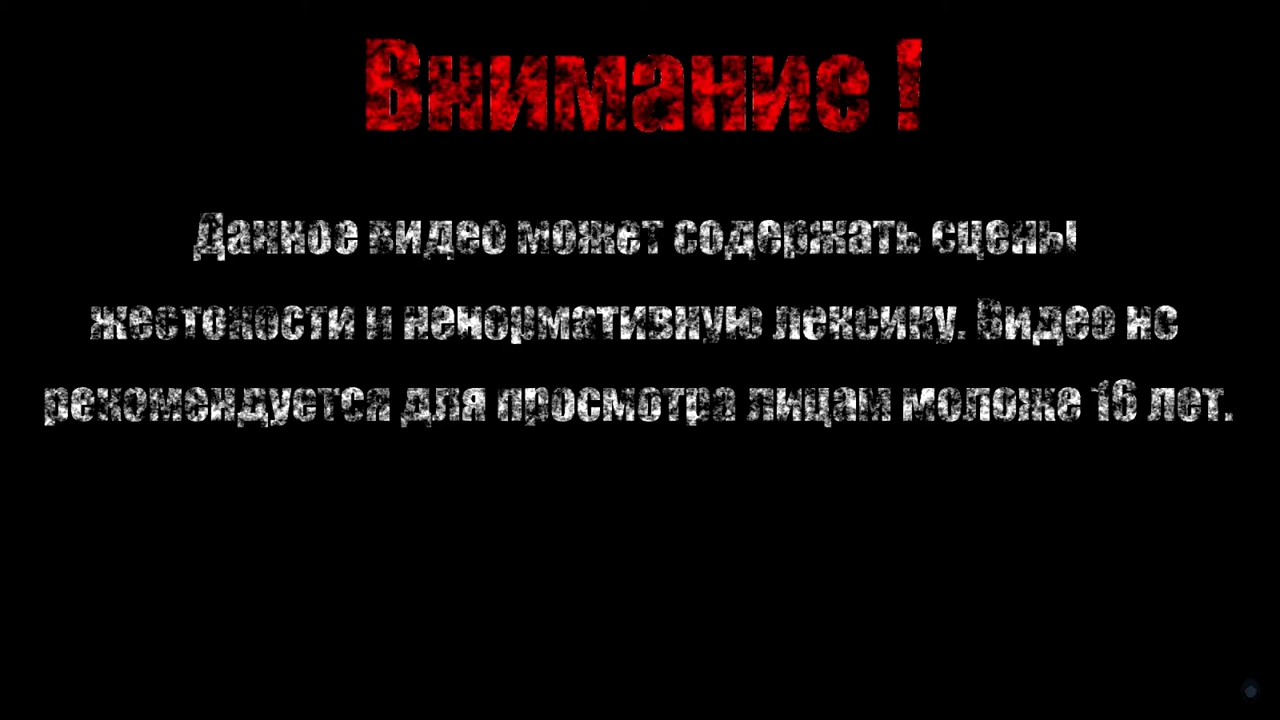 Внимание !
Данное видео может содержать сцены
жестокости и ненормативную лексику. Видео не
рекомендуется для просмотра лицам моложе 16 лет.